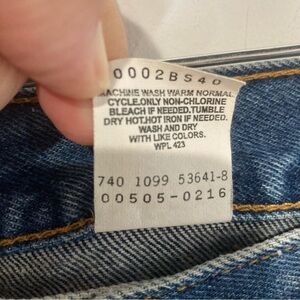 0002BS40
MACHINE WASH WARM NORMAL
CYCLE.ONLY NON-CHLORINE
BLEACH IF NEEDED.TUMBLE
DRY HOT.HOT IRON IF NEEDED.
WASH AND DRY
WITH LIKE COLORS.
WPL 423
740 1099 53641-8
00505-0216